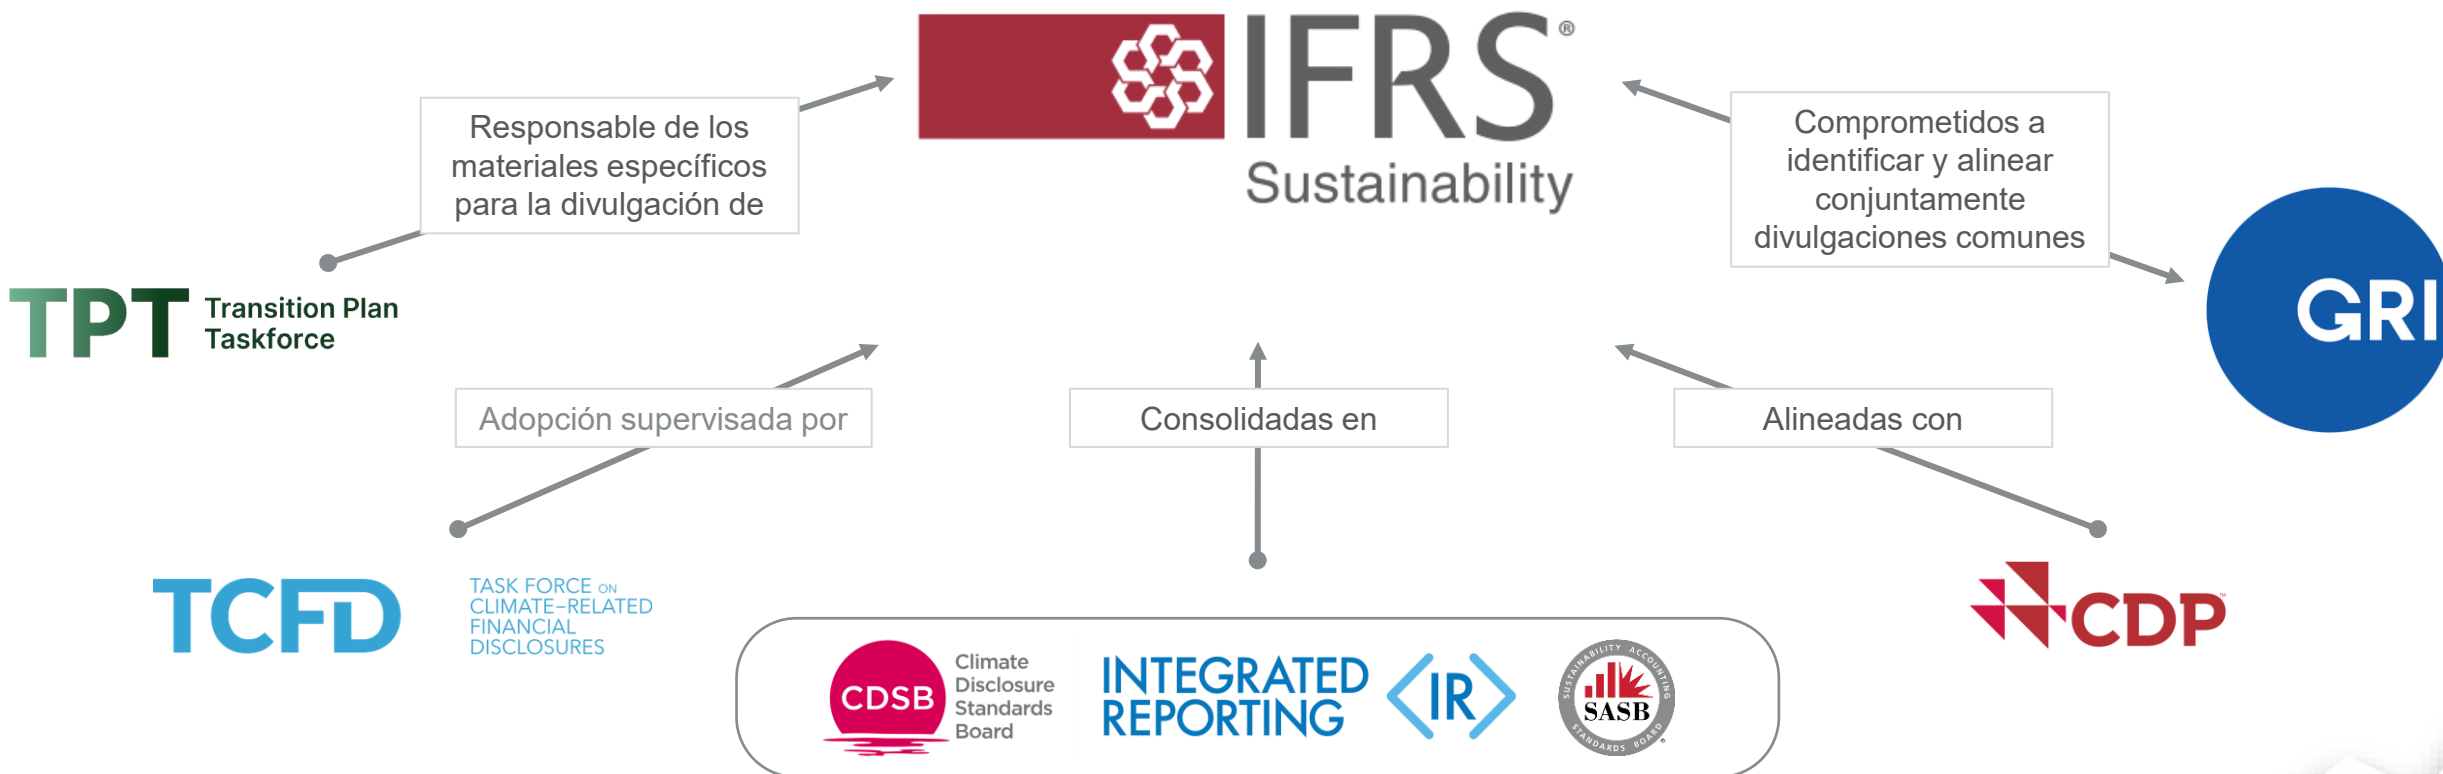 IFRS®
Sustainability
Responsable de los
materiales específicos
para la divulgación de
Comprometidos a
identificar y alinear
conjuntamente
divulgaciones comunes
TPT Transition Plan
Taskforce
GRI
Adopción supervisada por
Consolidadas en
Alineadas con
TCFD
TASK FORCE ON
CLIMATE-RELATED
FINANCIAL
DISCLOSURES
CDSB
Climate
Disclosure
Standards
Board
INTEGRATED
REPORTING
<IR>
SUSTAINABILITY ACCOUNTING
SASB
STANDARDS BOARD
CDP